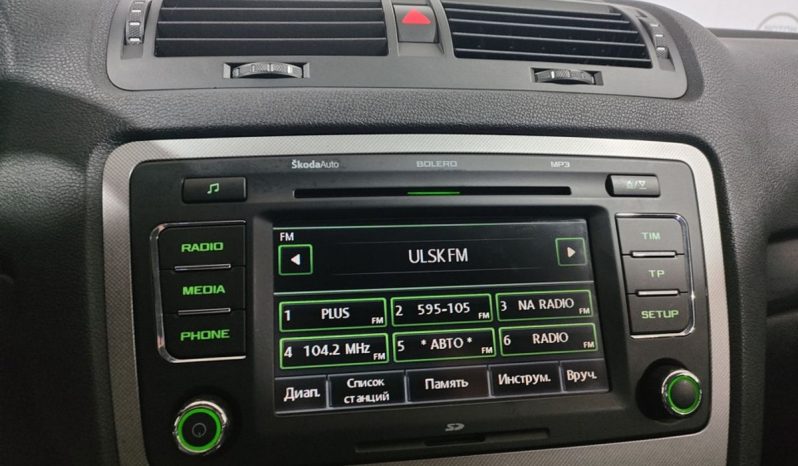 ŠkodaAuto BOLERO MP3
RADIO
MEDIA
PHONE
TIM
TP
SETUP
FM
ULSK FM
1 PLUS FM
2 595-105 FM
3 NA RADIO FM
4 104.2 MHz FM
5 * АВТО * FM
6 RADIO FM
Диап.
Список
станций
Память
Инструм.
Вруч.
SD